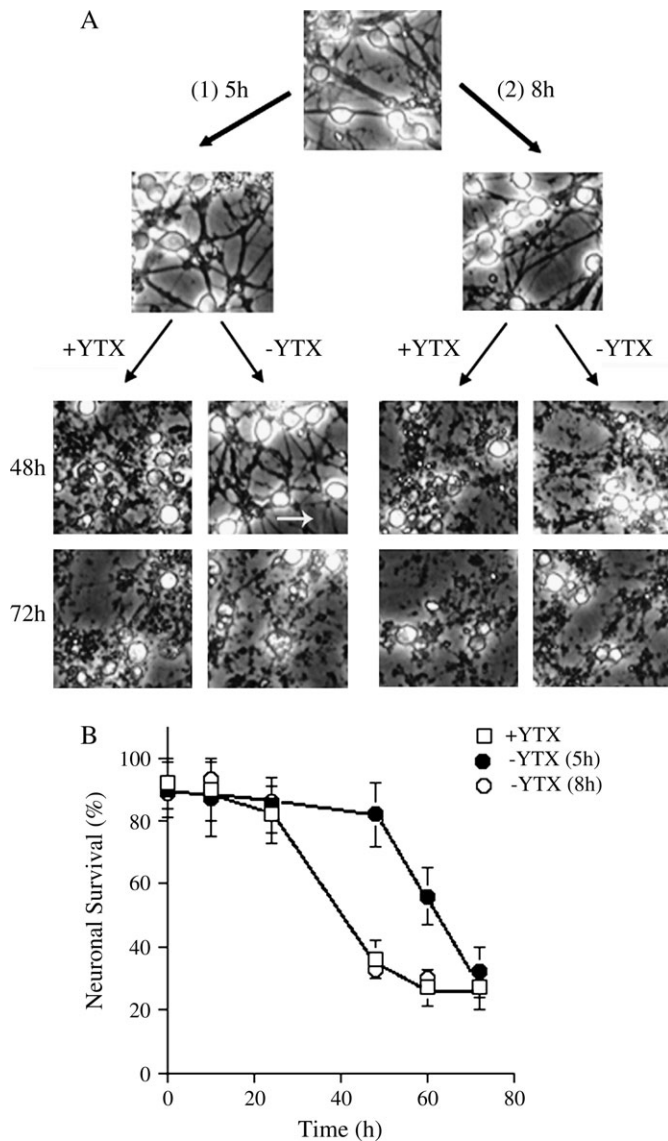 A
(1) 5h
(2) 8h
+YTX
-YTX
+YTX
-YTX
48h
72h
B
+YTX
-YTX (5h)
-YTX (8h)
100
80
60
40
20
0
Neuronal Survival (%)
0
20
40
60
80
Time (h)